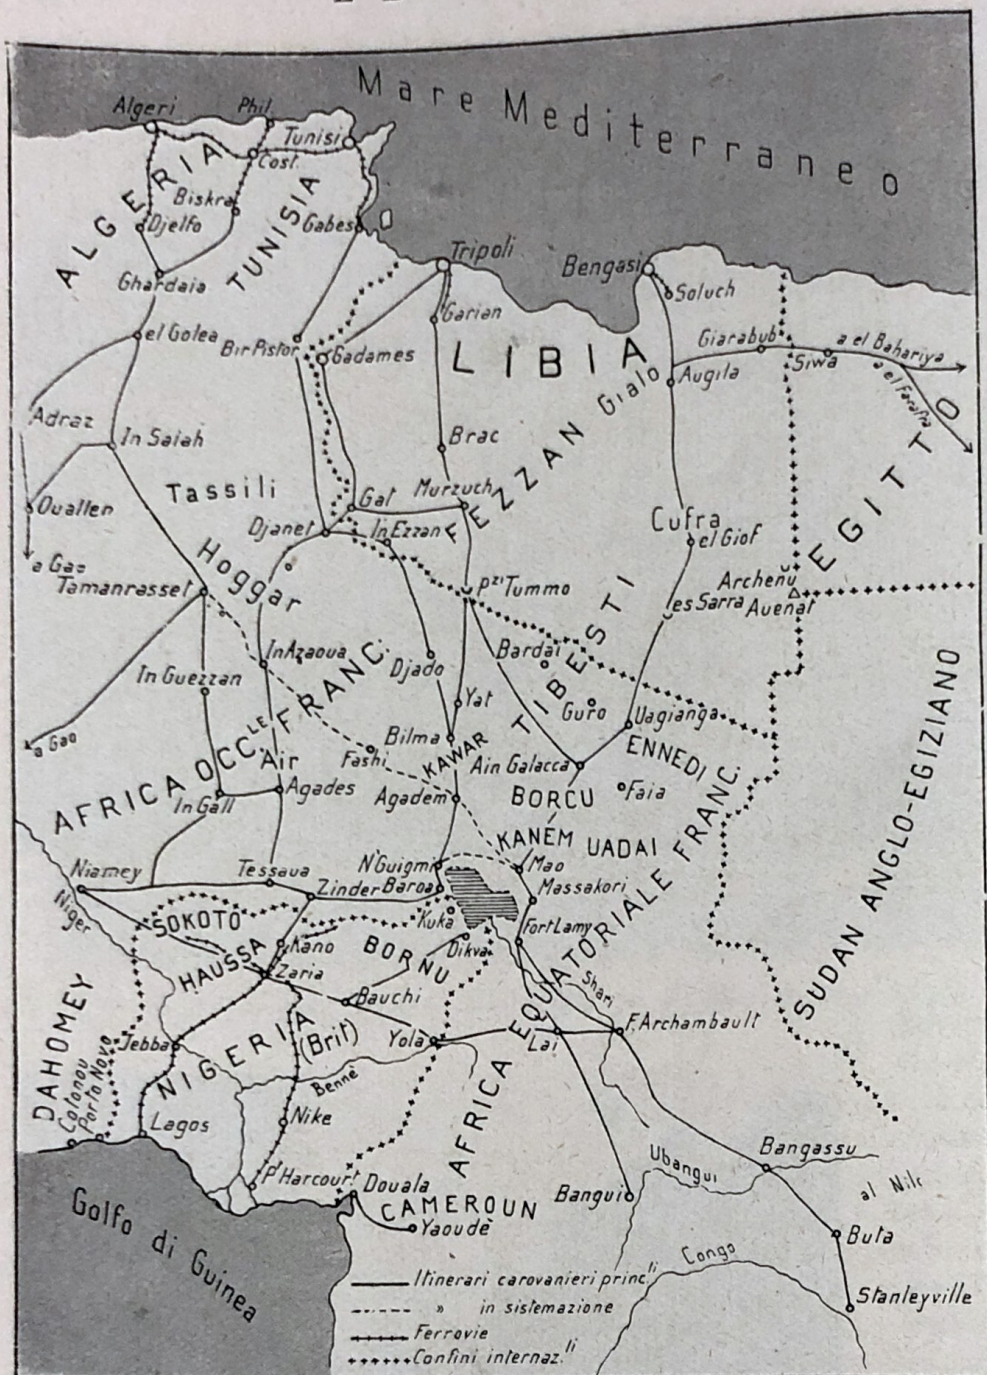 Mare Mediterraneo
Algeri
Phil.
Tunisi
Cost.
ALGERIA
Biskra
TUNISIA
Djelfo
Gabes
Tripoli
Bengasi
Ghardaia
Soluch
Garian
el Golea
Bir Pistor
Gadames
LIBIA
Giarabub
Siwa
a el Bahariya
a el Farafra
Gialo
Augila
EGITTO
Adraz
In Saiah
Brac
Tassili
Gat
Murzuch
FEZZAN
Ouallen
Djanet
In Ezzan
Cufra
el Giof
a Gao
Hoggar
Tamanrasset
Pzi Tummo
Archenu
es Sarra
Auenat
In Azaoua
Djado
Bardai
TIBESTI
In Guezzan
Yat
Guro
Uagianga
a Gao
Bilma
KAWAR
ENNEDI
AFRICA OCC.LE FRANC.
Air
Fashi
Ain Galacca
In Gall
Agades
Agadem
BORCU
Faia
KANEM
UADAI
SUDAN ANGLO-EGIZIANO
Niamey
Tessaua
N'Guigmi
Mao
Zinder
Baroa
Massakori
Niger
SOKOTO
Kuka
Fort Lamy
Kano
BORNU
Dikva
HAUSSA
Zaria
Bauchi
Shari
AFRICA EQUATORIALE FRANC.
DAHOMEY
Jebba
NIGERIA
(Brit)
Yola
Lai
F. Archambault
Cotonou
Porto Novo
Bennè
Lagos
Nike
Ubangui
Bangassu
Pt Harcourt
Douala
Bangui
al Nilo
CAMEROUN
Yaoudè
Buta
Golfo di Guinea
Congo
Stanleyville
Itinerari carovanieri princ.li
» in sistemazione
Ferrovie
Confini internaz.li